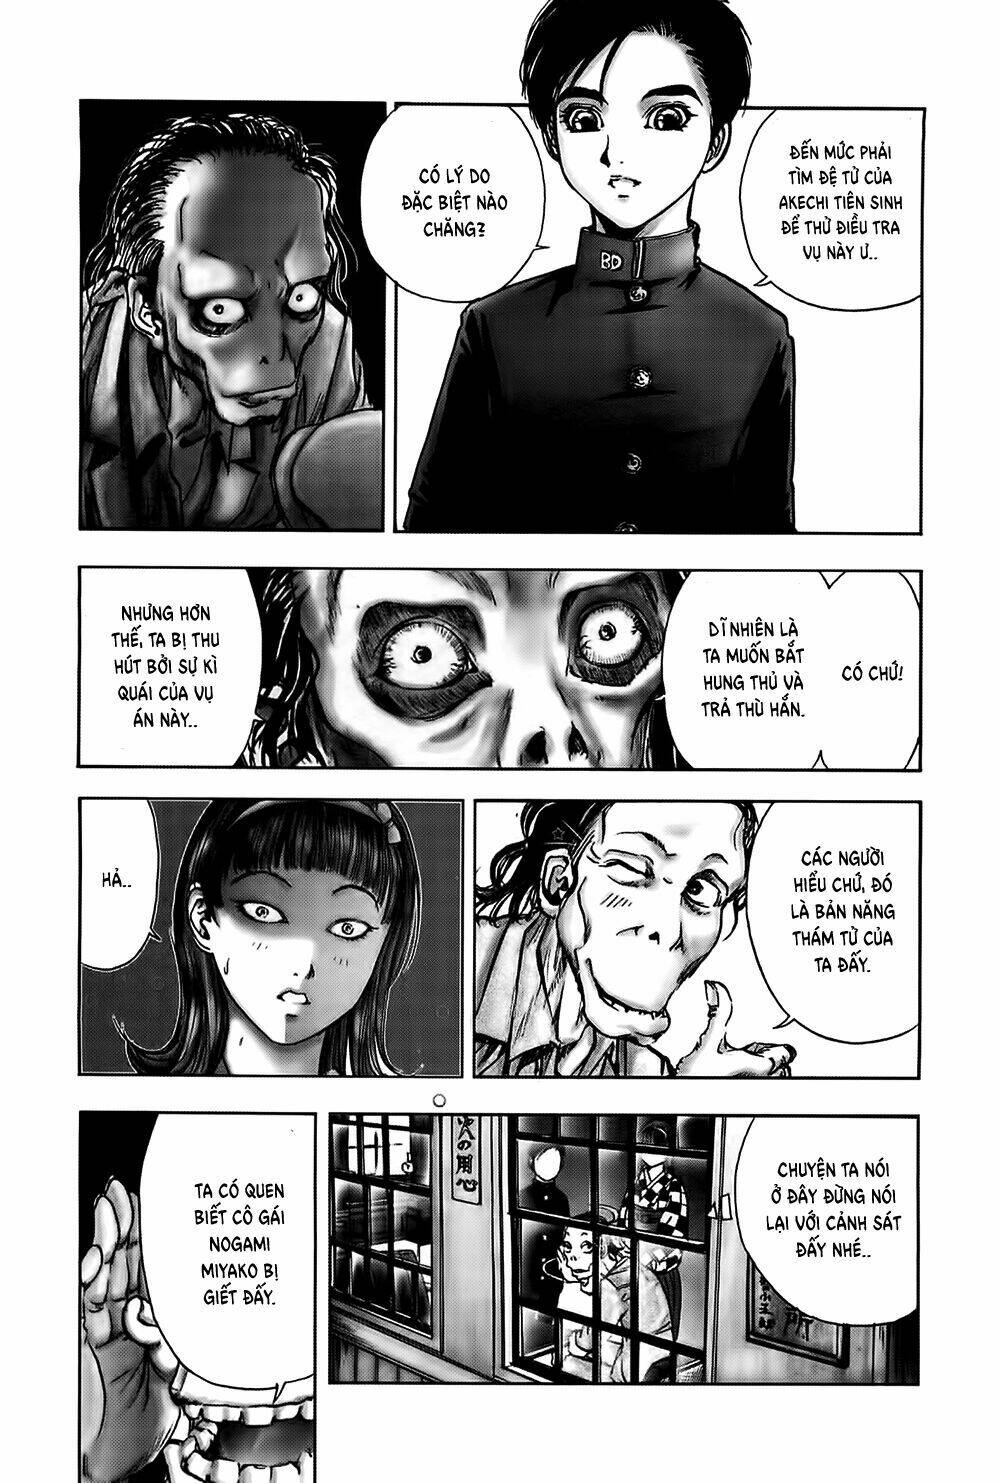 ĐẾN MỨC PHẢI
TÌM ĐỆ TỬ CỦA
AKECHI TIÊN SINH
ĐỂ THỬ ĐIỀU TRA
VỤ NÀY Ư..
CÓ LÝ DO
ĐẶC BIỆT NÀO
CHĂNG?
BD
CÓ CHỨ!
DĨ NHIÊN LÀ
TA MUỐN BẮT
HUNG THỦ VÀ
TRẢ THÙ HẮN.
NHƯNG HƠN
THẾ, TA BỊ THU
HÚT BỞI SỰ KÌ
QUÁI CỦA VỤ
ÁN NÀY..
CÁC NGƯỜI
HIỂU CHỨ, ĐÓ
LÀ BẢN NĂNG
THÁM TỬ CỦA
TA ĐẤY.
HẢ..
CHUYỆN TA NÓI
Ở ĐÂY ĐỪNG NÓI
LẠI VỚI CẢNH SÁT
ĐẤY NHÉ..
の用心
所
TA CÓ QUEN
BIẾT CÔ GÁI
NOGAMI
MIYAKO BỊ
GIẾT ĐẤY.